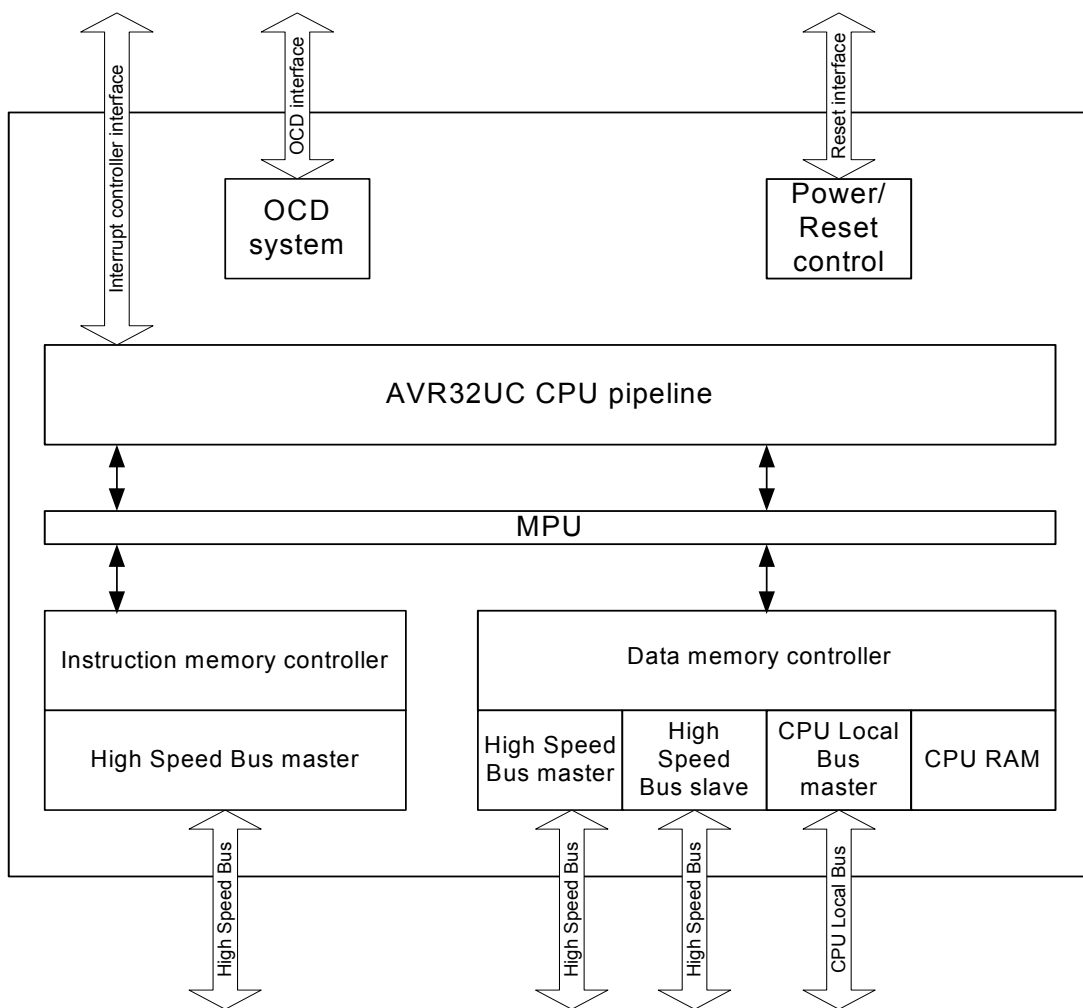 Interrupt controller interface
OCD interface
Reset interface
OCD
system
Power/
Reset
control
AVR32UC CPU pipeline
MPU
Instruction memory controller
High Speed Bus master
Data memory controller
High Speed
Bus master
High
Speed
Bus slave
CPU Local
Bus
master
CPU RAM
High Speed Bus
High Speed Bus
High Speed Bus
CPU Local Bus